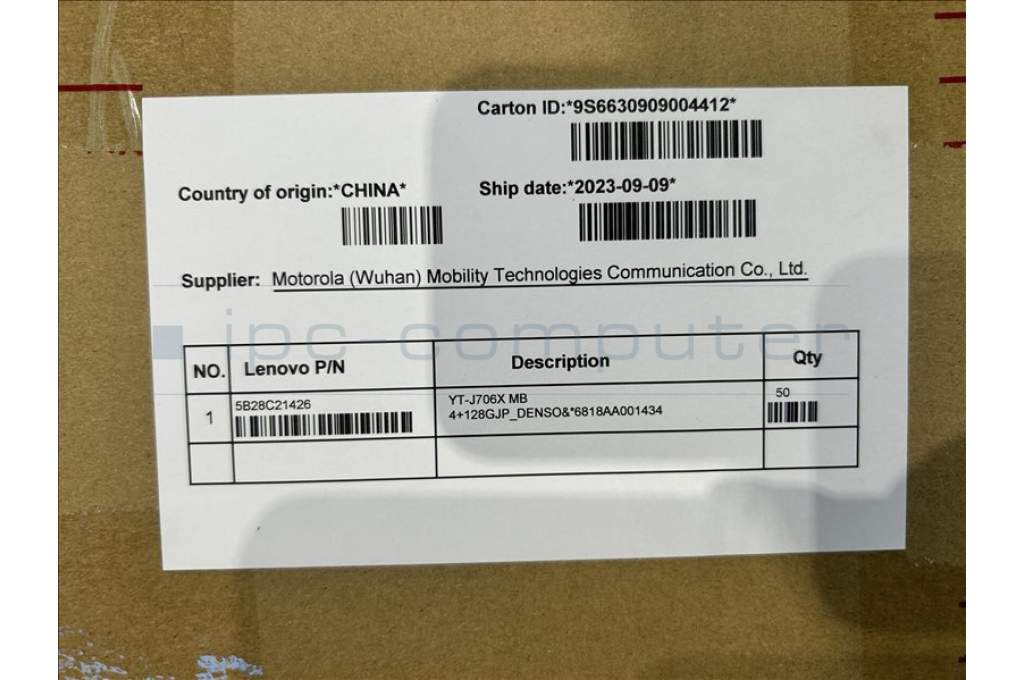 Carton ID:*9S6630909004412*
Country of origin:*CHINA*
Ship date:*2023-09-09*
Supplier: Motorola (Wuhan) Mobility Technologies Communication Co., Ltd.
ipc-computer
NO. Lenovo P/N Description Qty
1 5B28C21426 YT-J706X MB 50
4+128GJP_DENSO&*6818AA001434